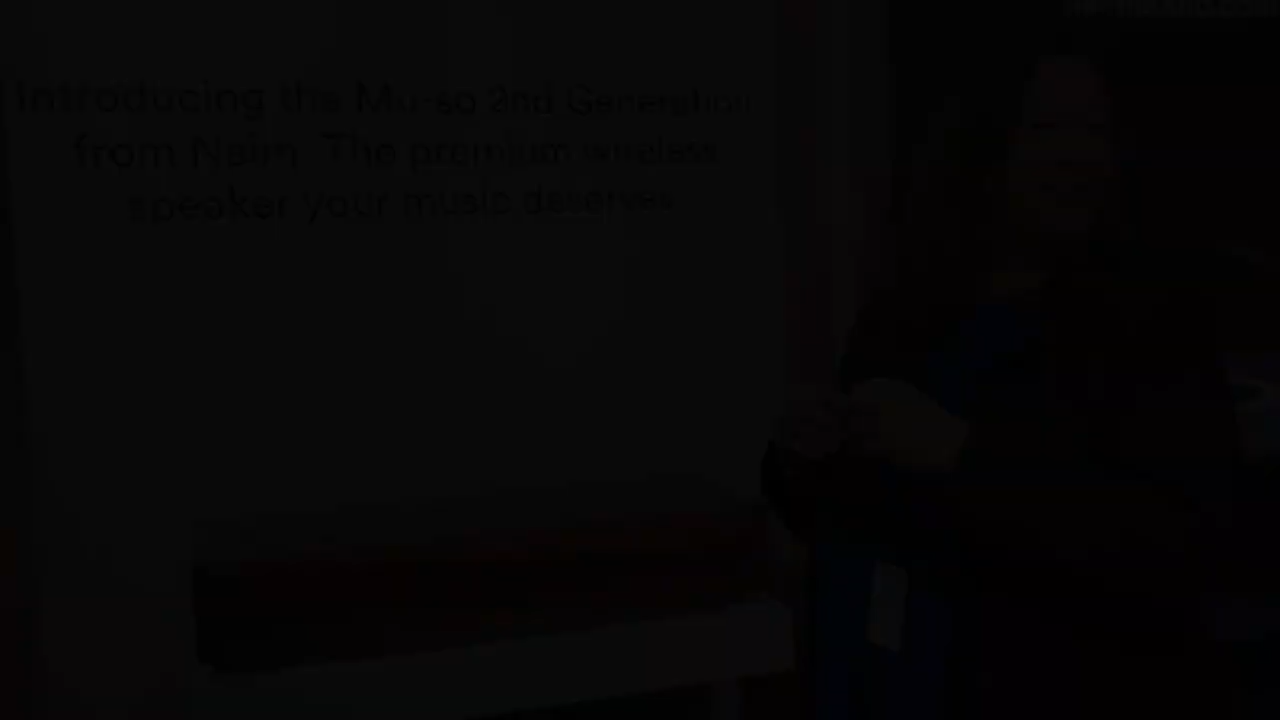 Introducing the Mu-so 2nd Generation
from Naim. The premium wireless
speaker your music deserves